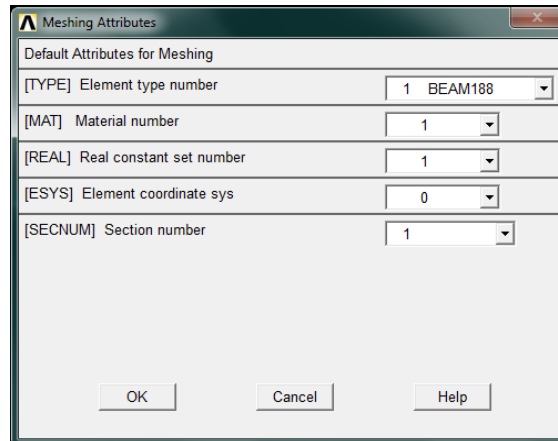 Meshing Attributes
Default Attributes for Meshing
[TYPE] Element type number 1 BEAM188
[MAT] Material number 1
[REAL] Real constant set number 1
[ESYS] Element coordinate sys 0
[SECNUM] Section number 1
OK Cancel Help